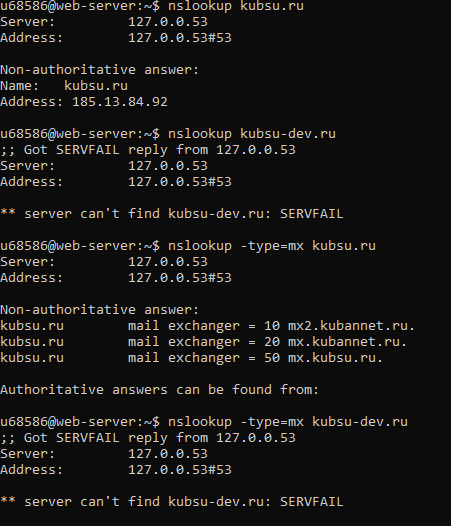 u68586@web-server:~$ nslookup kubsu.ru
Server: 127.0.0.53
Address: 127.0.0.53#53
Non-authoritative answer:
Name: kubsu.ru
Address: 185.13.84.92
u68586@web-server:~$ nslookup kubsu-dev.ru
;; Got SERVFAIL reply from 127.0.0.53
Server: 127.0.0.53
Address: 127.0.0.53#53
** server can't find kubsu-dev.ru: SERVFAIL
u68586@web-server:~$ nslookup -type=mx kubsu.ru
Server: 127.0.0.53
Address: 127.0.0.53#53
Non-authoritative answer:
kubsu.ru mail exchanger = 10 mx2.kubannet.ru.
kubsu.ru mail exchanger = 20 mx.kubannet.ru.
kubsu.ru mail exchanger = 50 mx.kubsu.ru.
Authoritative answers can be found from:
u68586@web-server:~$ nslookup -type=mx kubsu-dev.ru
;; Got SERVFAIL reply from 127.0.0.53
Server: 127.0.0.53
Address: 127.0.0.53#53
** server can't find kubsu-dev.ru: SERVFAIL